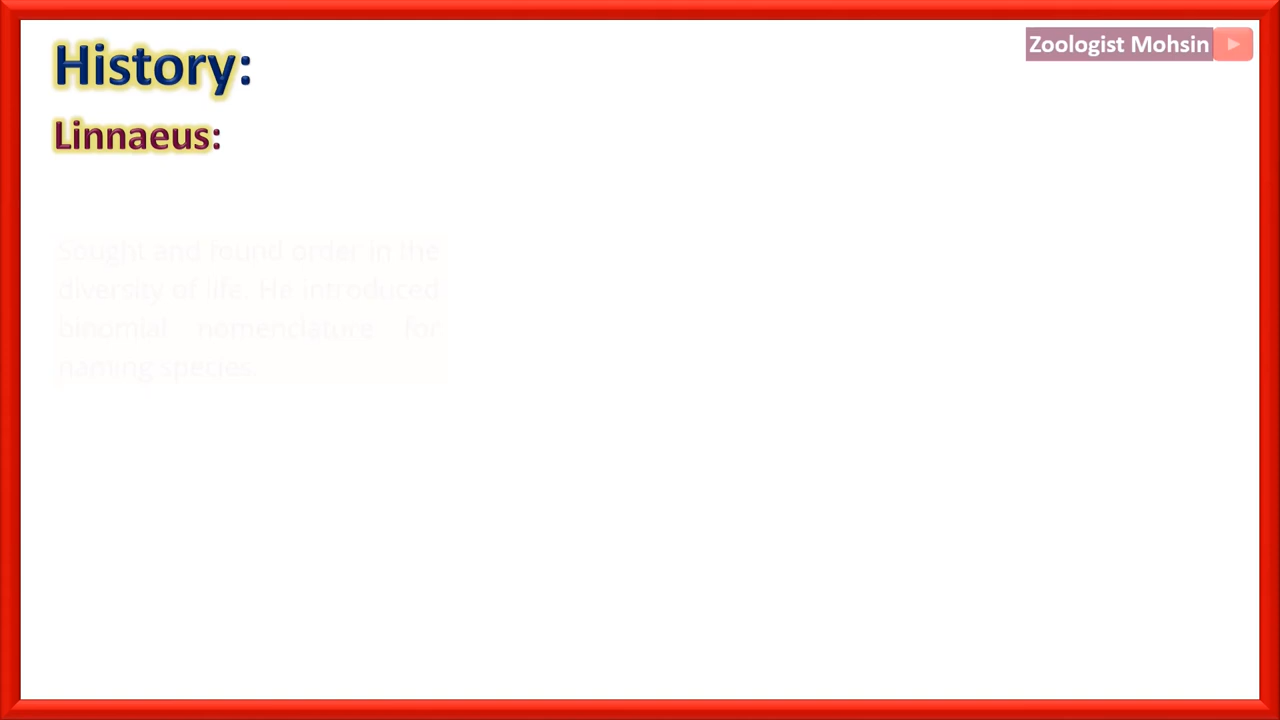 History:
Zoologist Mohsin
Linnaeus:
Sought and found order in the
diversity of life. He introduced
binomial nomenclature for
naming species.